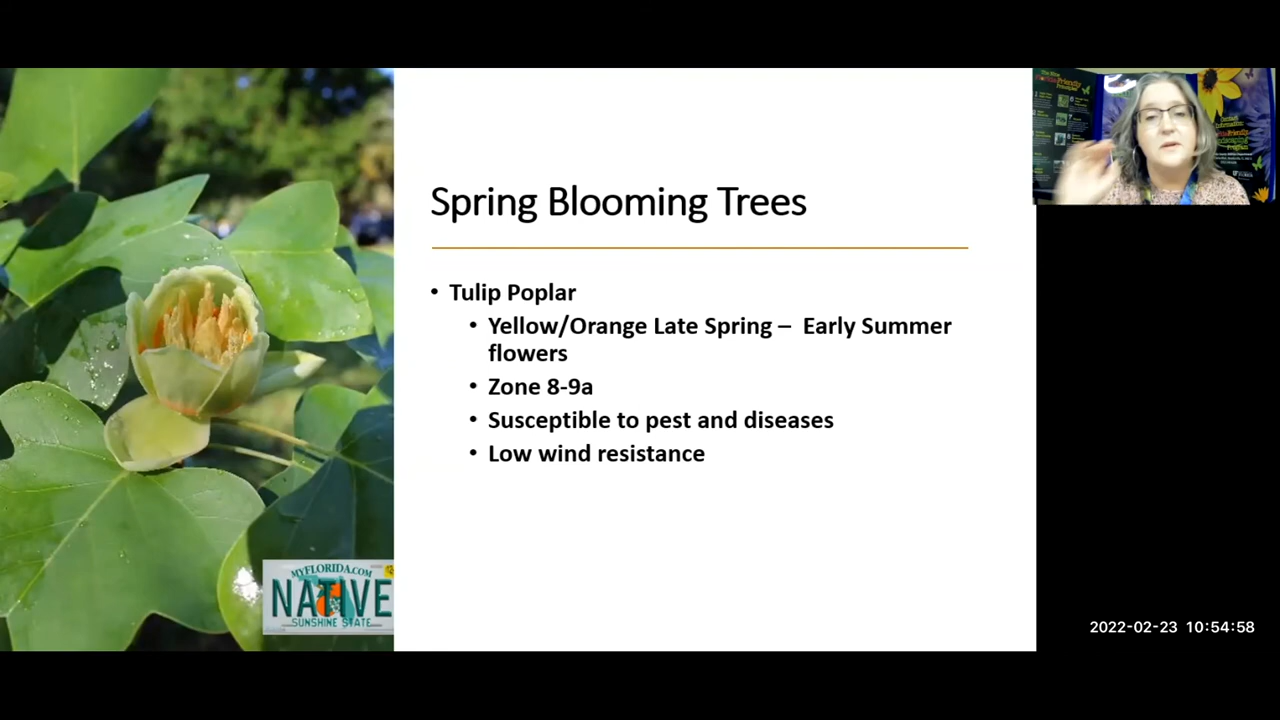 Spring Blooming Trees
• Tulip Poplar
• Yellow/Orange Late Spring – Early Summer
flowers
• Zone 8-9a
• Susceptible to pest and diseases
• Low wind resistance
MYFLORIDA.COM
NATIVE
SUNSHINE STATE
2022-02-23 10:54:58